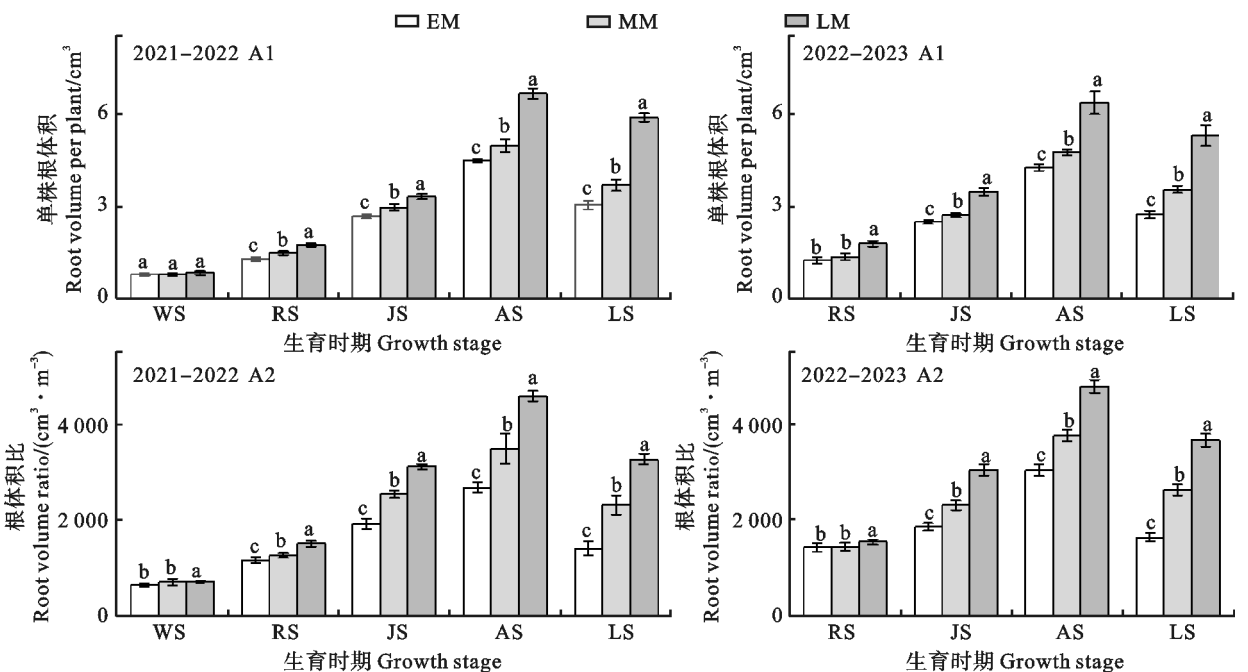 EM MM LM
2021-2022 A1
单株根体积
Root volume per plant/cm³
6
3
0
a a a
c b a
c b a
c b a
c b a
WS RS JS AS LS
生育时期 Growth stage
2022-2023 A1
单株根体积
Root volume per plant/cm³
6
3
0
b b a
c b a
c b a
c b a
RS JS AS LS
生育时期 Growth stage
2021-2022 A2
根体积比
Root volume ratio/(cm³·m⁻³)
4 000
2 000
0
b b a
c b a
c b a
c b a
c b a
WS RS JS AS LS
生育时期 Growth stage
2022-2023 A2
根体积比
Root volume ratio/(cm³·m⁻³)
4 000
2 000
0
b b a
c b a
c b a
c b a
RS JS AS LS
生育时期 Growth stage